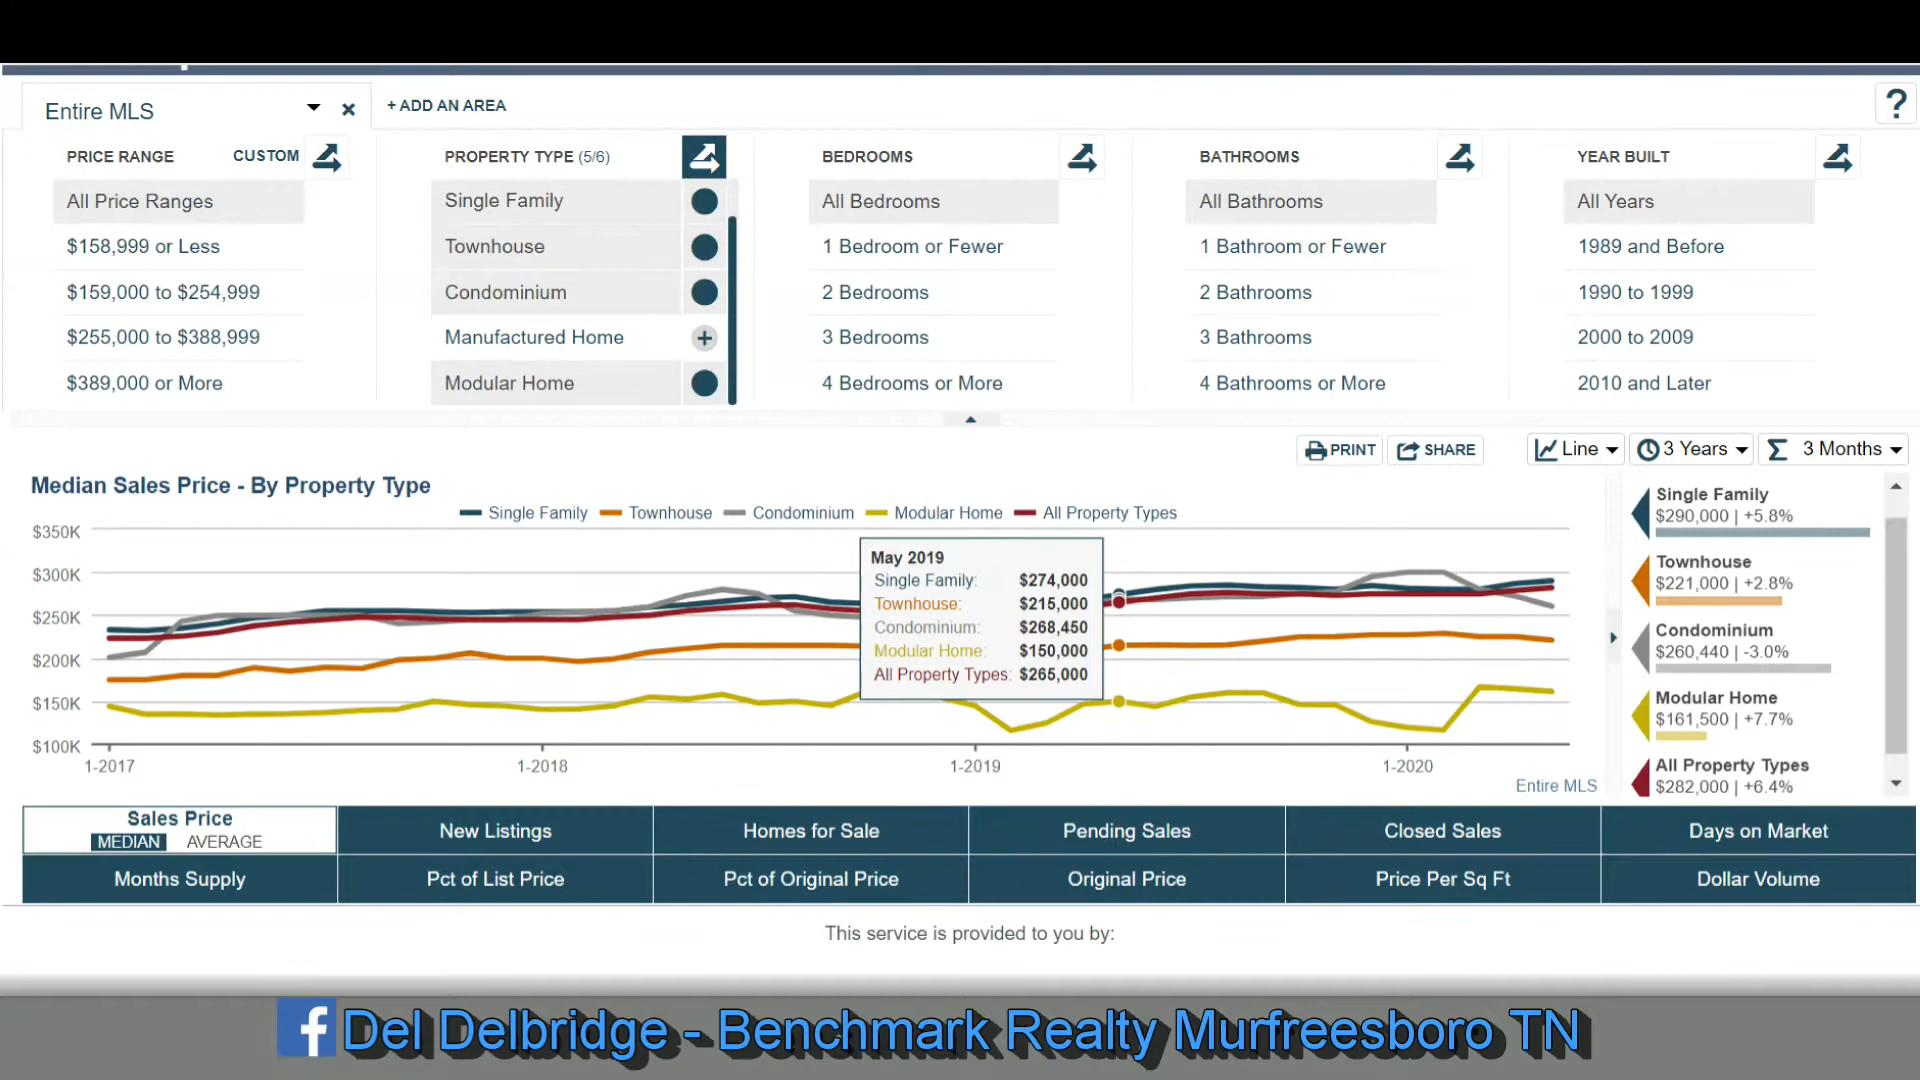 Entire MLS
+ ADD AN AREA
?
PRICE RANGE CUSTOM
All Price Ranges
$158,999 or Less
$159,000 to $254,999
$255,000 to $388,999
$389,000 or More
PROPERTY TYPE (5/6)
Single Family
Townhouse
Condominium
Manufactured Home
Modular Home
BEDROOMS
All Bedrooms
1 Bedroom or Fewer
2 Bedrooms
3 Bedrooms
4 Bedrooms or More
BATHROOMS
All Bathrooms
1 Bathroom or Fewer
2 Bathrooms
3 Bathrooms
4 Bathrooms or More
YEAR BUILT
All Years
1989 and Before
1990 to 1999
2000 to 2009
2010 and Later
PRINT SHARE Line 3 Years Σ 3 Months
Median Sales Price - By Property Type
Single Family Townhouse Condominium Modular Home All Property Types
$350K
$300K
$250K
$200K
$150K
$100K
1-2017 1-2018 1-2019 1-2020
May 2019
Single Family: $274,000
Townhouse: $215,000
Condominium: $268,450
Modular Home: $150,000
All Property Types: $265,000
Entire MLS
Single Family
$290,000 | +5.8%
Townhouse
$221,000 | +2.8%
Condominium
$260,440 | -3.0%
Modular Home
$161,500 | +7.7%
All Property Types
$282,000 | +6.4%
Sales Price
MEDIAN AVERAGE
New Listings
Homes for Sale
Pending Sales
Closed Sales
Days on Market
Months Supply
Pct of List Price
Pct of Original Price
Original Price
Price Per Sq Ft
Dollar Volume
This service is provided to you by:
f Del Delbridge - Benchmark Realty Murfreesboro TN